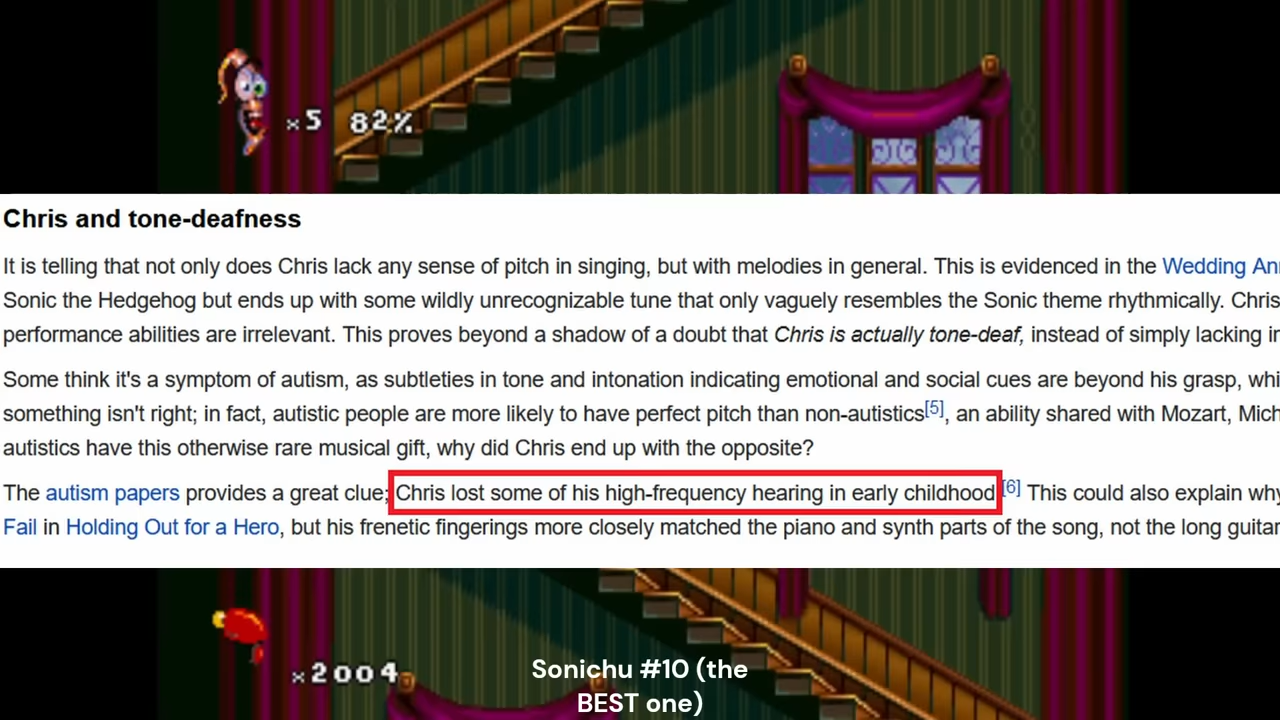 ×5 82%
Chris and tone-deafness
It is telling that not only does Chris lack any sense of pitch in singing, but with melodies in general. This is evidenced in the Wedding An
Sonic the Hedgehog but ends up with some wildly unrecognizable tune that only vaguely resembles the Sonic theme rhythmically. Chris
performance abilities are irrelevant. This proves beyond a shadow of a doubt that Chris is actually tone-deaf, instead of simply lacking in
Some think it's a symptom of autism, as subtleties in tone and intonation indicating emotional and social cues are beyond his grasp, whi
something isn't right; in fact, autistic people are more likely to have perfect pitch than non-autistics[5], an ability shared with Mozart, Mich
autistics have this otherwise rare musical gift, why did Chris end up with the opposite?
The autism papers provides a great clue; Chris lost some of his high-frequency hearing in early childhood[6] This could also explain why
Fail in Holding Out for a Hero, but his frenetic fingerings more closely matched the piano and synth parts of the song, not the long guitar
×2004
Sonichu #10 (the
BEST one)